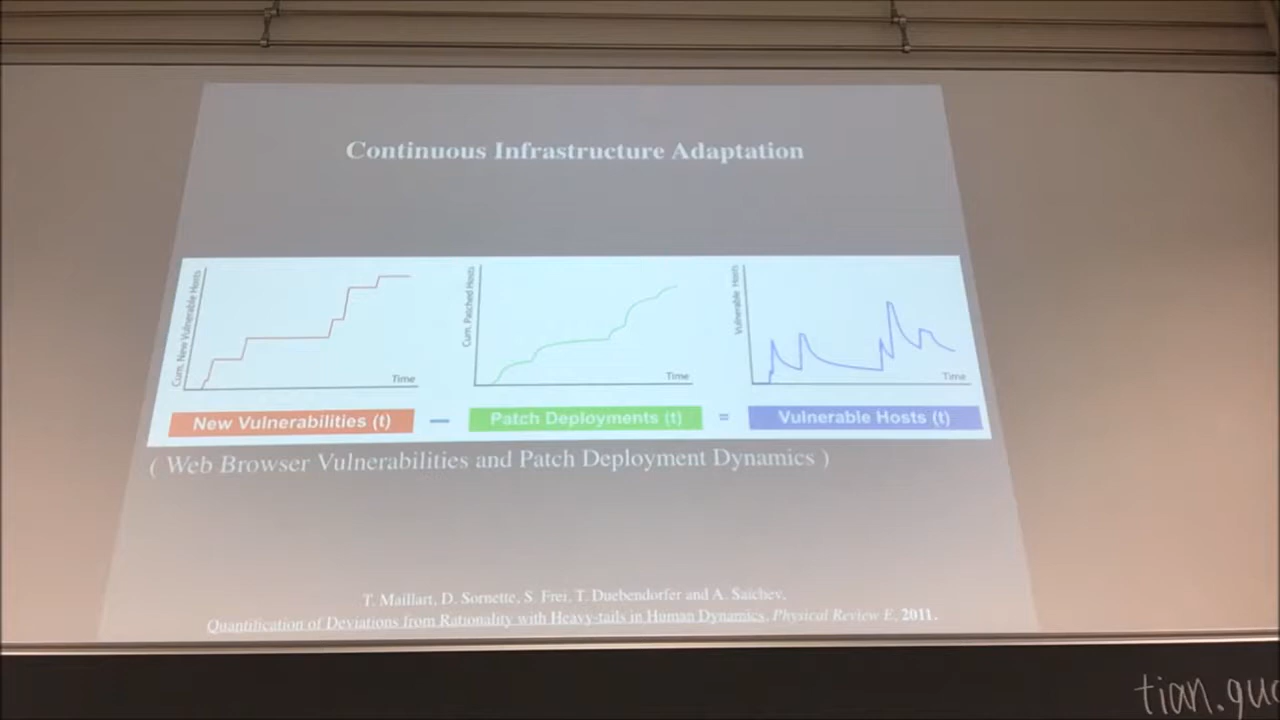 Continuous Infrastructure Adaptation
Cum. New Vulnerable Hosts
Time
Cum. Patched Hosts
Time
Vulnerable Hosts
Time
New Vulnerabilities (t) – Patch Deployments (t) = Vulnerable Hosts (t)
( Web Browser Vulnerabilities and Patch Deployment Dynamics )
T. Maillart, D. Sornette, S. Frei, T. Duebendorfer and A. Saichev,
Quantification of Deviations from Rationality with Heavy-tails in Human Dynamics, Physical Review E, 2011.